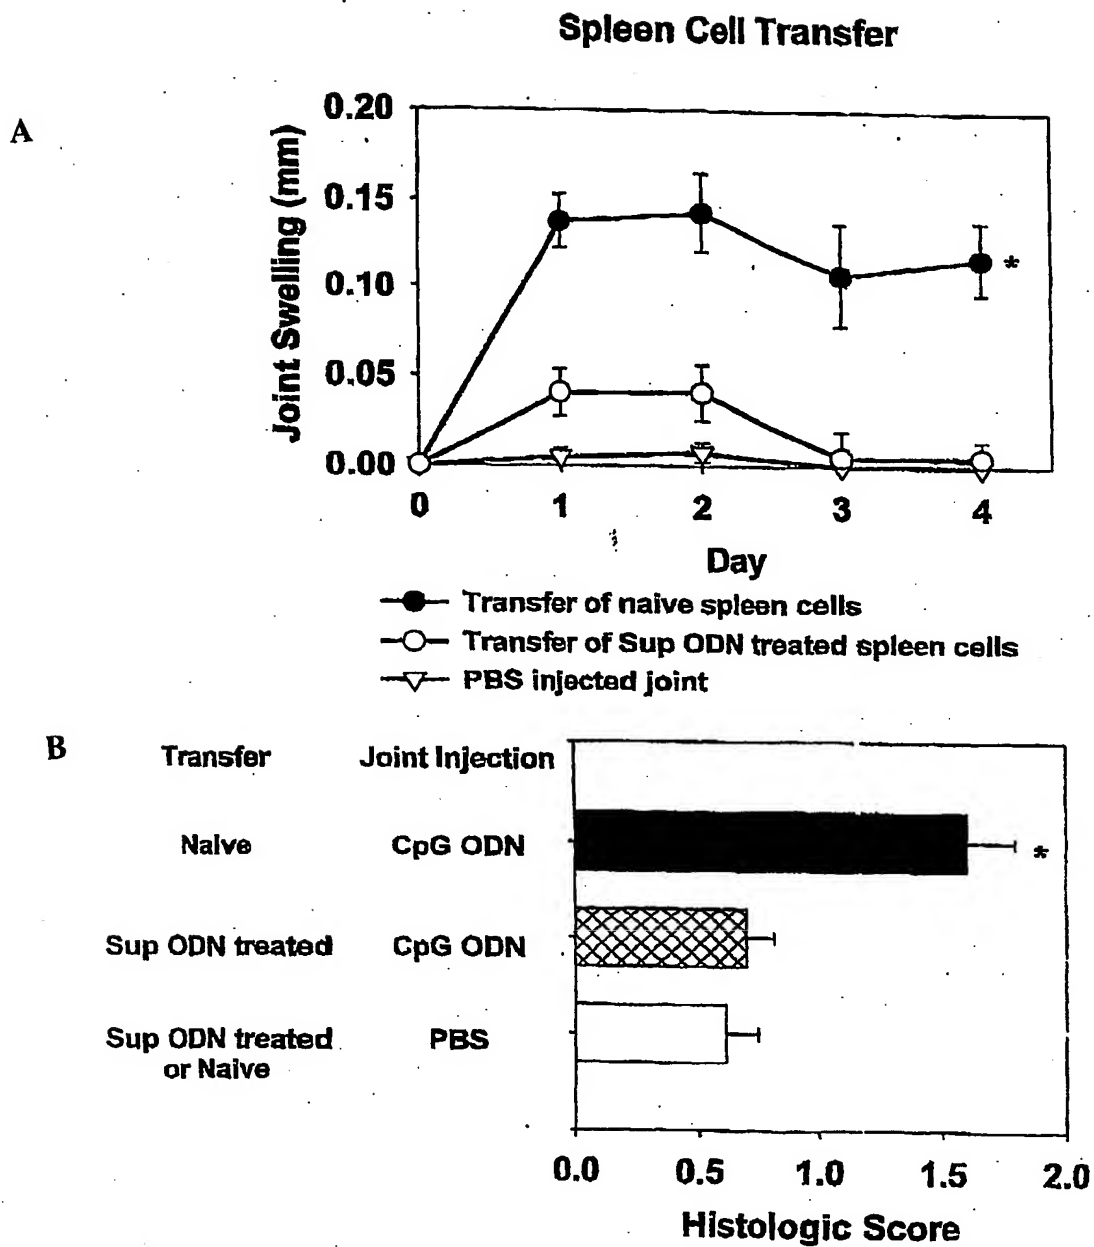 Spleen Cell Transfer
A
Joint Swelling (mm)
0.20
0.15
0.10
0.05
0.00
*
0 1 2 3 4
Day
Transfer of naive spleen cells
Transfer of Sup ODN treated spleen cells
PBS injected joint
B
Transfer Joint Injection
Naive CpG ODN
*
Sup ODN treated CpG ODN
Sup ODN treated PBS
or Naive
0.0 0.5 1.0 1.5 2.0
Histologic Score